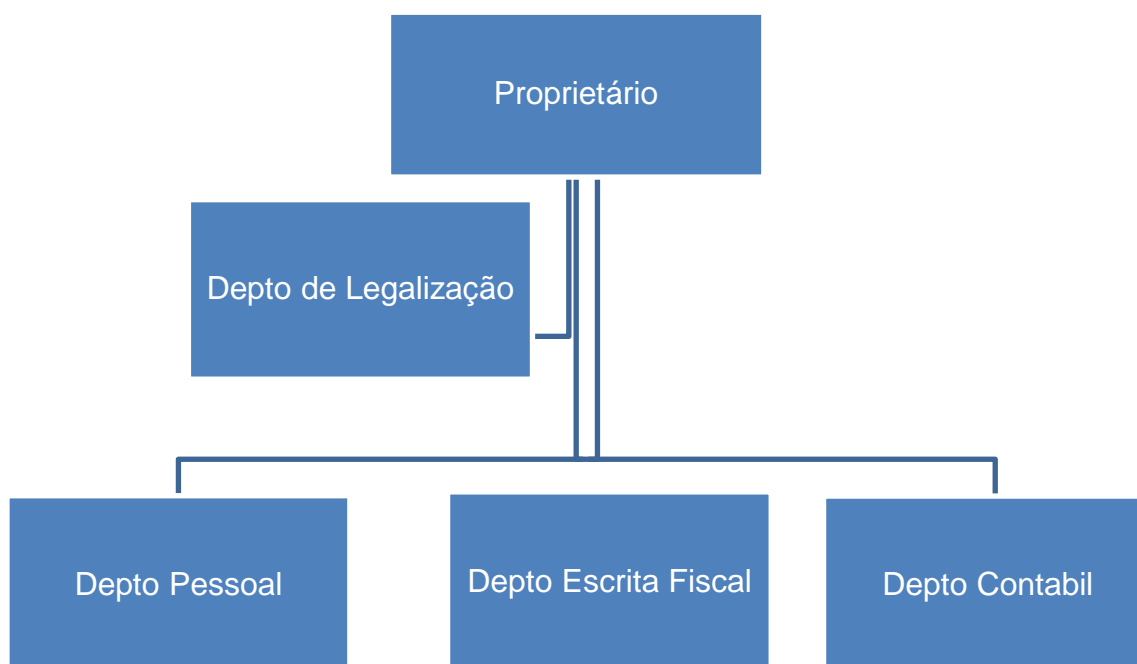 Proprietário
Depto de Legalização
Depto Pessoal
Depto Escrita Fiscal
Depto Contabil